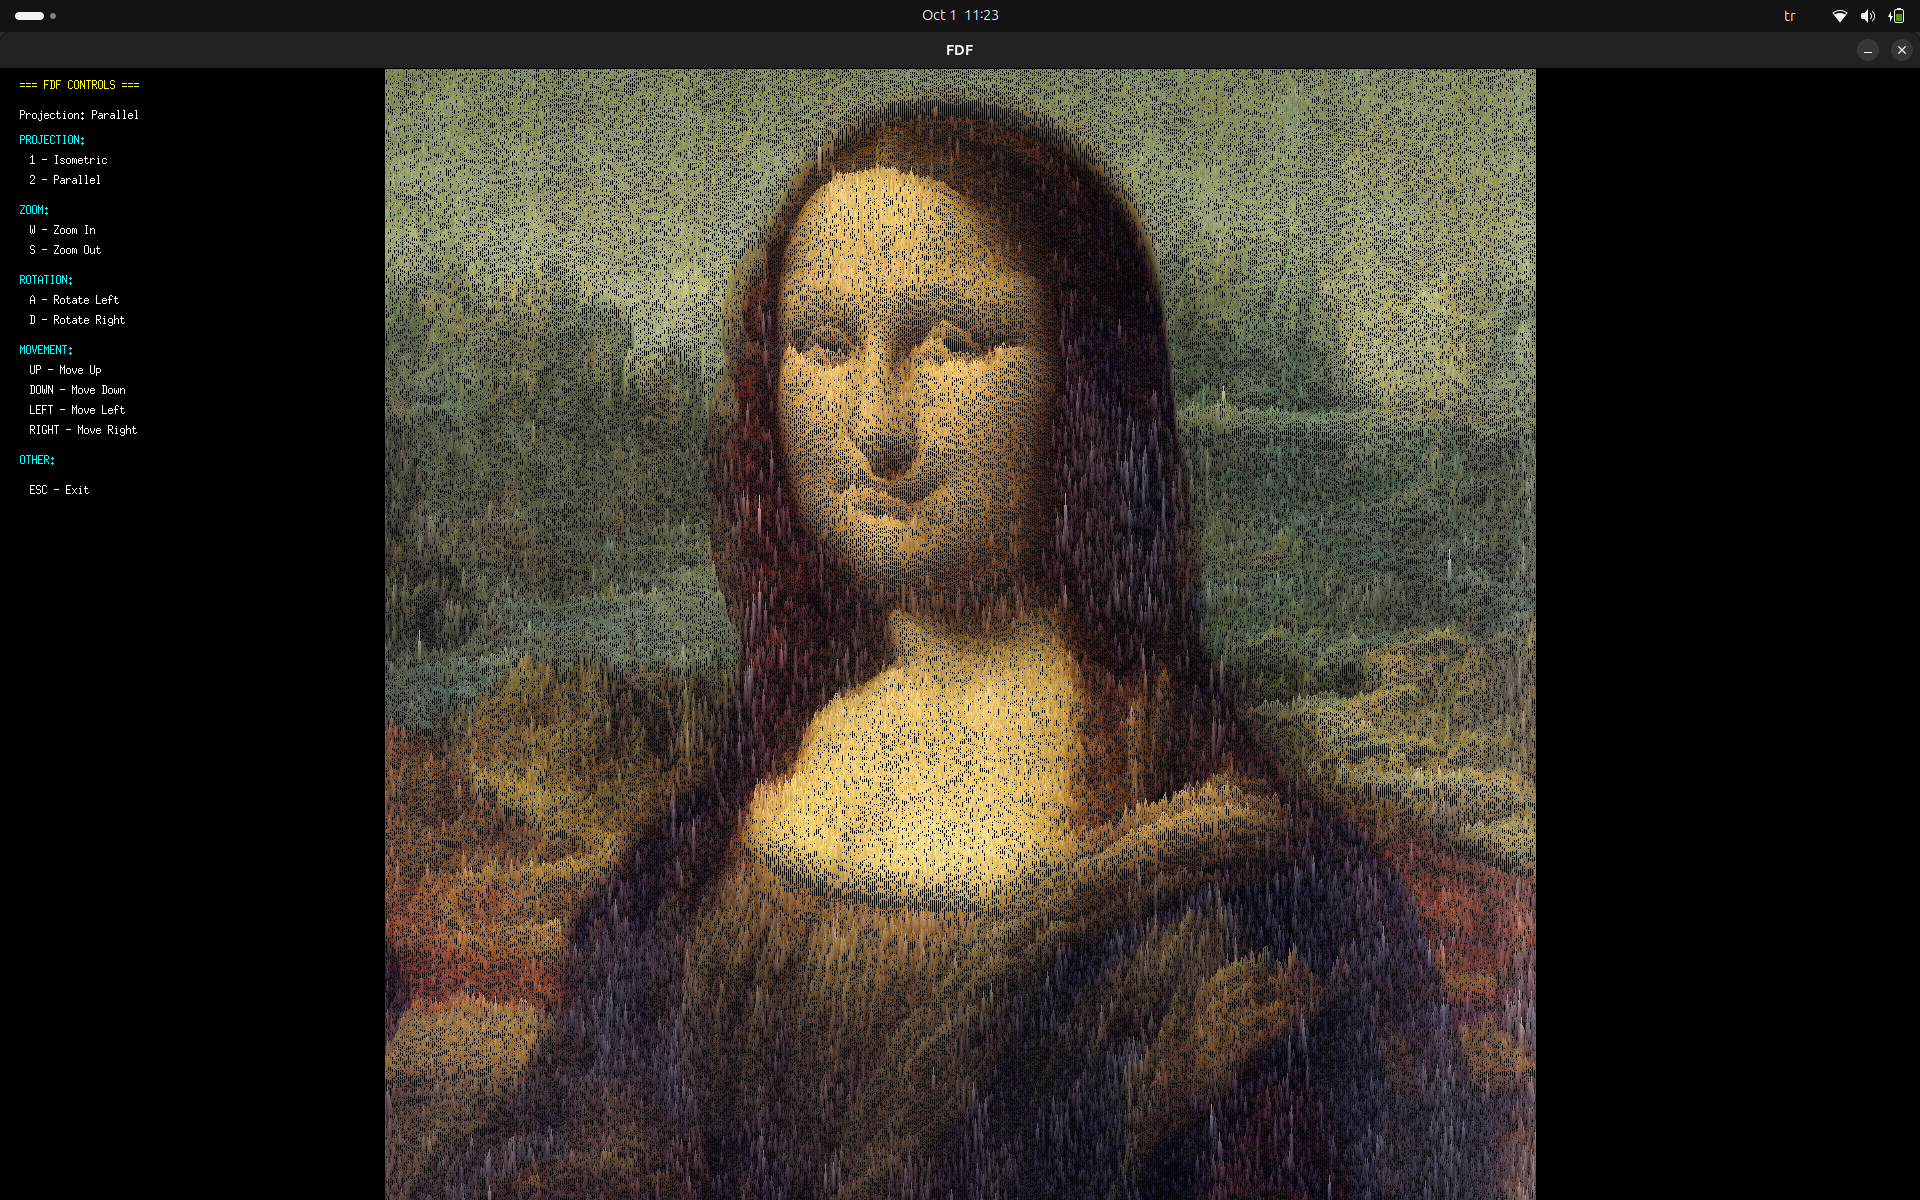 Oct 1 11:23
tr
FDF
=== FDF CONTROLS ===
Projection: Parallel
PROJECTION:
1 - Isometric
2 - Parallel
ZOOM:
W - Zoom In
S - Zoom Out
ROTATION:
A - Rotate Left
D - Rotate Right
MOVEMENT:
UP - Move Up
DOWN - Move Down
LEFT - Move Left
RIGHT - Move Right
OTHER:
ESC - Exit